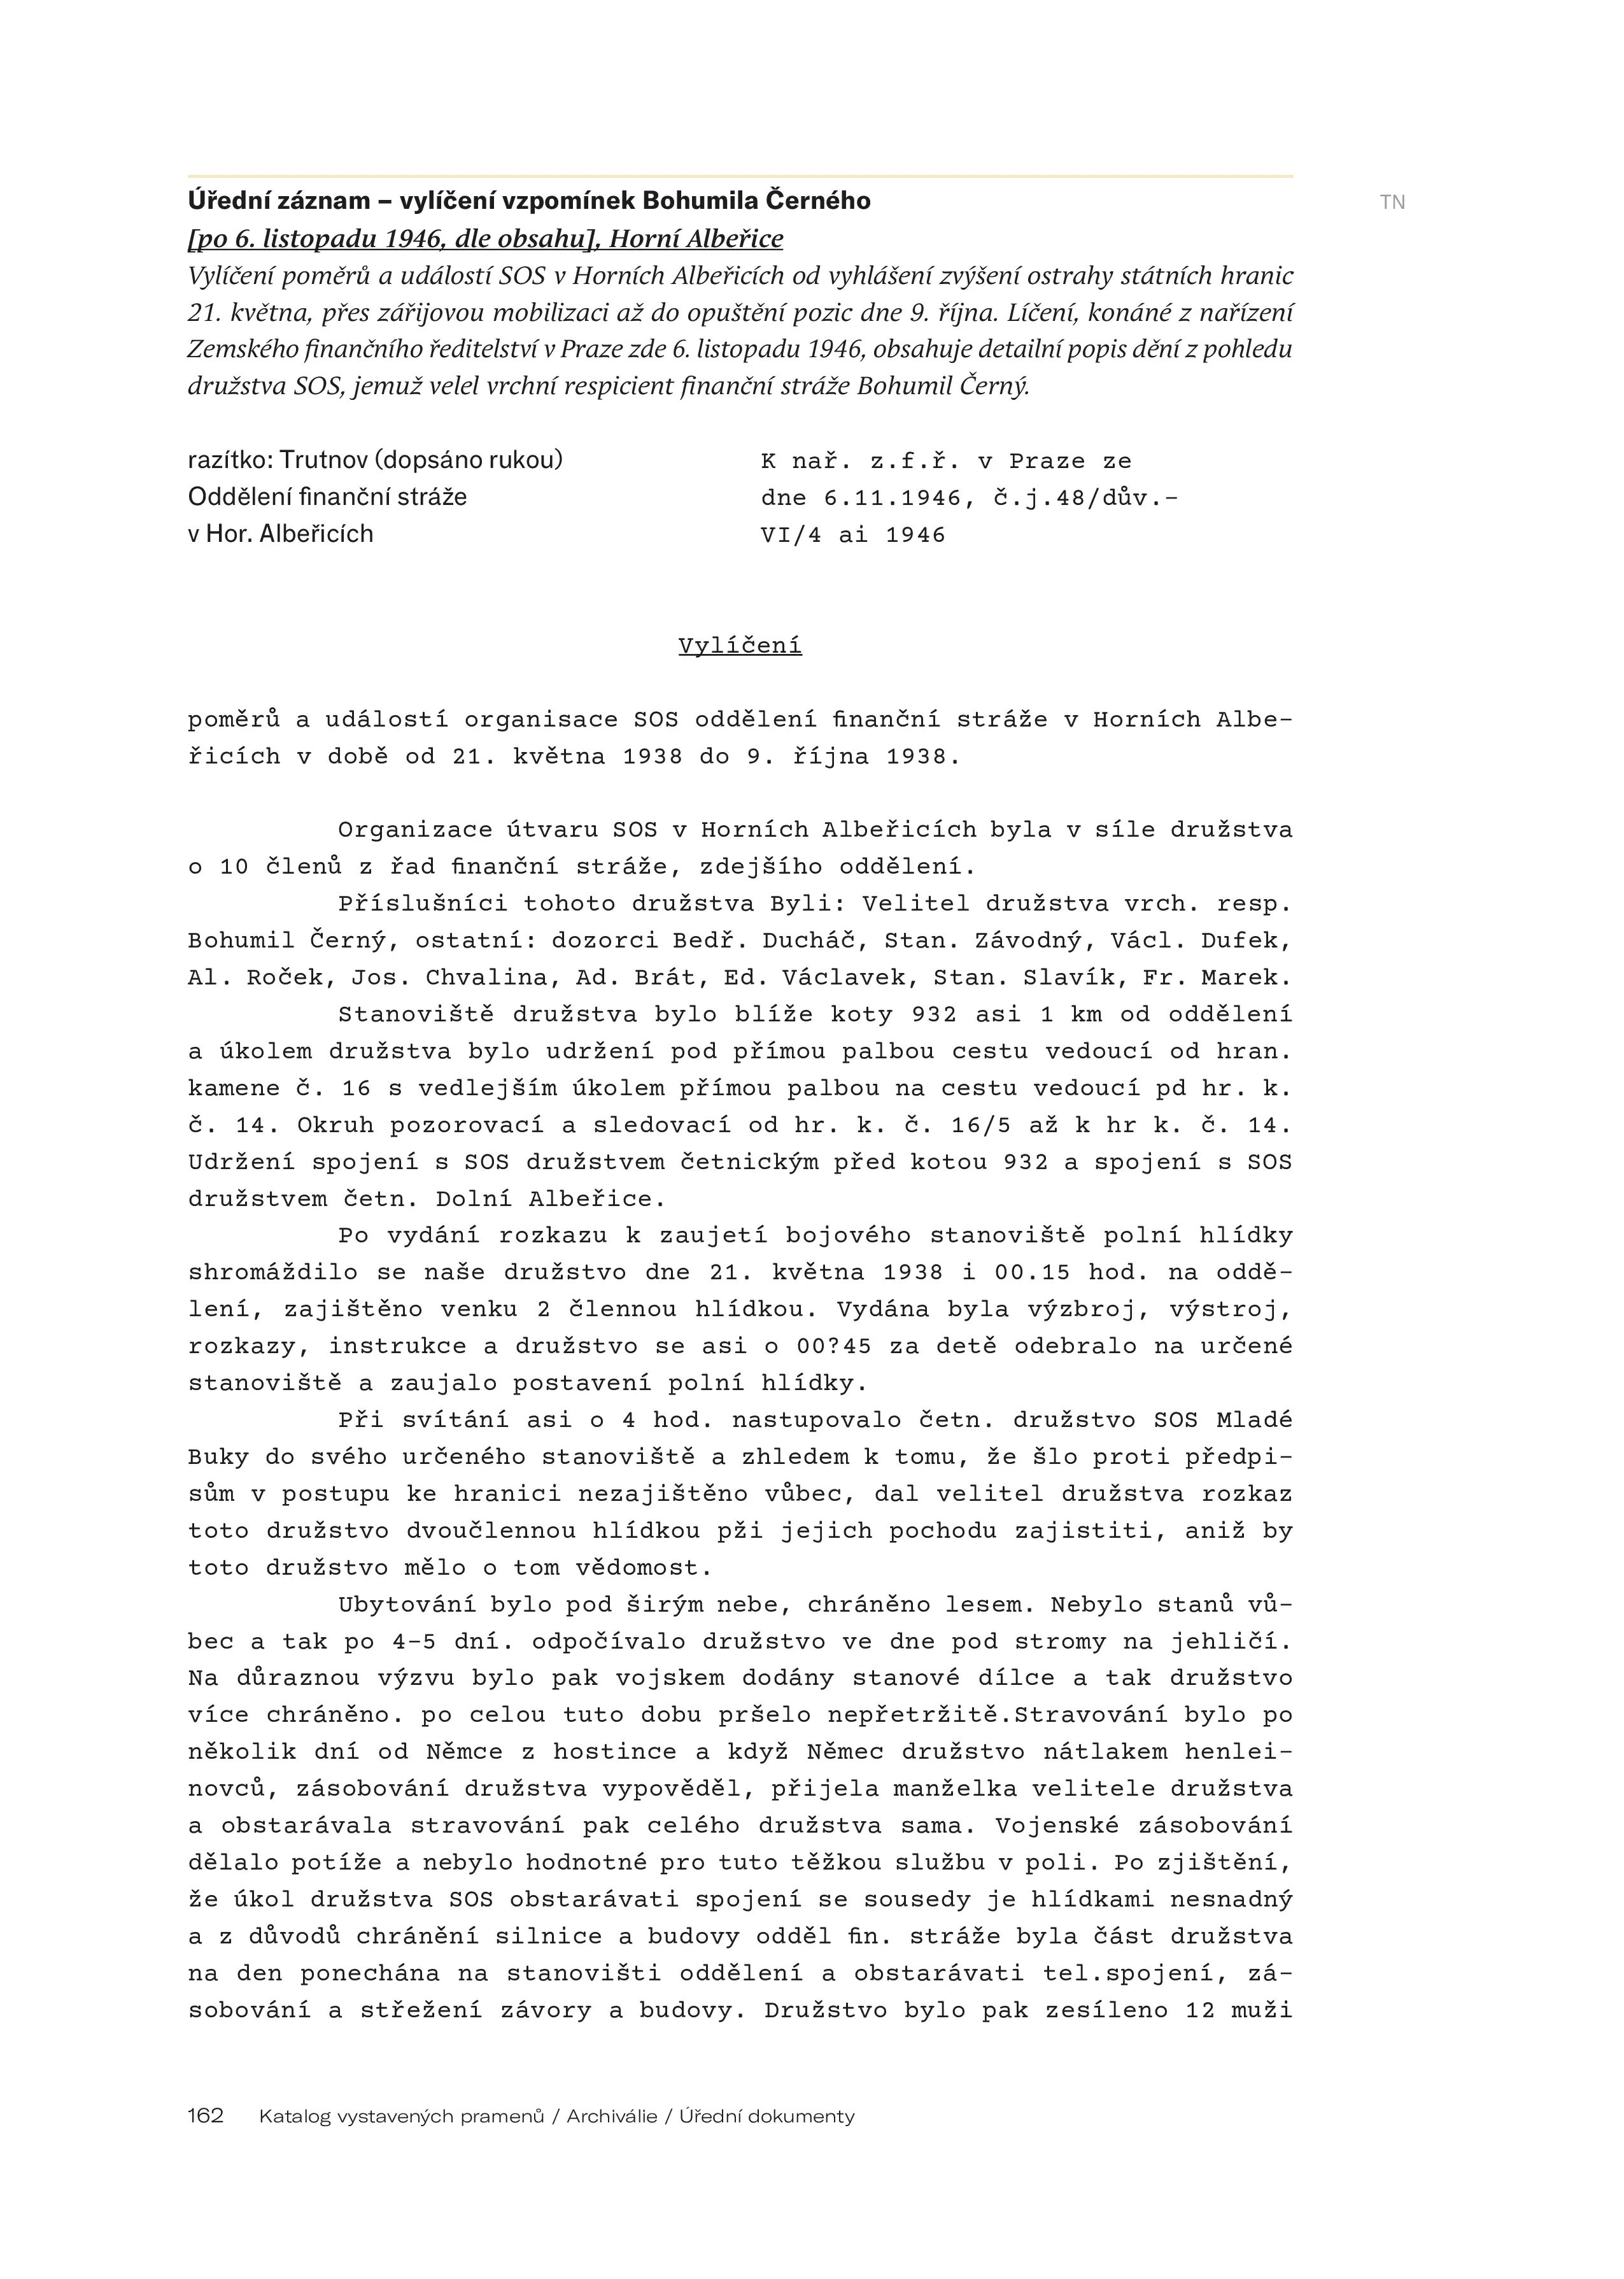 Úřední záznam – vylíčení vzpomínek Bohumila Černého
TN
[po 6. listopadu 1946, dle obsahu], Horní Albeřice
Vylíčení poměrů a událostí SOS v Horních Albeřicích od vyhlášení zvýšení ostrahy státních hranic
21. května, přes zářijovou mobilizaci až do opuštění pozic dne 9. října. Líčení, konáné z nařízení
Zemského finančního ředitelství v Praze zde 6. listopadu 1946, obsahuje detailní popis dění z pohledu
družstva SOS, jemuž velel vrchní respicient finanční stráže Bohumil Černý.
razítko: Trutnov (dopsáno rukou)
Oddělení finanční stráže
v Hor. Albeřicích
K nař. z.f.ř. v Praze ze
dne 6.11.1946, č.j.48/dův.-
VI/4 ai 1946
Vylíčení
poměrů a událostí organisace SOS oddělení finanční stráže v Horních Albe-
řicích v době od 21. května 1938 do 9. října 1938.
Organizace útvaru SOS v Horních Albeřicích byla v síle družstva
o 10 členů z řad finanční stráže, zdejšího oddělení.
Příslušníci tohoto družstva Byli: Velitel družstva vrch. resp.
Bohumil Černý, ostatní: dozorci Bedř. Ducháč, Stan. Závodný, Václ. Dufek,
Al. Roček, Jos. Chvalina, Ad. Brát, Ed. Václavek, Stan. Slavík, Fr. Marek.
Stanoviště družstva bylo blíže koty 932 asi 1 km od oddělení
a úkolem družstva bylo udržení pod přímou palbou cestu vedoucí od hran.
kamene č. 16 s vedlejším úkolem přímou palbou na cestu vedoucí pd hr. k.
č. 14. Okruh pozorovací a sledovací od hr. k. č. 16/5 až k hr k. č. 14.
Udržení spojení s SOS družstvem četnickým před kotou 932 a spojení s SOS
družstvem četn. Dolní Albeřice.
Po vydání rozkazu k zaujetí bojového stanoviště polní hlídky
shromáždilo se naše družstvo dne 21. května 1938 i 00.15 hod. na oddě-
lení, zajištěno venku 2 člennou hlídkou. Vydána byla výzbroj, výstroj,
rozkazy, instrukce a družstvo se asi o 00?45 za detě odebralo na určené
stanoviště a zaujalo postavení polní hlídky.
Při svítání asi o 4 hod. nastupovalo četn. družstvo SOS Mladé
Buky do svého určeného stanoviště a zhledem k tomu, že šlo proti předpi-
sům v postupu ke hranici nezajištěno vůbec, dal velitel družstva rozkaz
toto družstvo dvoučlennou hlídkou pži jejich pochodu zajistiti, aniž by
toto družstvo mělo o tom vědomost.
Ubytování bylo pod širým nebe, chráněno lesem. Nebylo stanů vů-
bec a tak po 4-5 dní. odpočívalo družstvo ve dne pod stromy na jehličí.
Na důraznou výzvu bylo pak vojskem dodány stanové dílce a tak družstvo
více chráněno. po celou tuto dobu pršelo nepřetržitě.Stravování bylo po
několik dní od Němce z hostince a když Němec družstvo nátlakem henlei-
novců, zásobování družstva vypověděl, přijela manželka velitele družstva
a obstarávala stravování pak celého družstva sama. Vojenské zásobování
dělalo potíže a nebylo hodnotné pro tuto těžkou službu v poli. Po zjištění,
že úkol družstva SOS obstarávati spojení se sousedy je hlídkami nesnadný
a z důvodů chránění silnice a budovy odděl fin. stráže byla část družstva
na den ponechána na stanovišti oddělení a obstarávati tel.spojení, zá-
sobování a střežení závory a budovy. Družstvo bylo pak zesíleno 12 muži
162 Katalog vystavených pramenů / Archiválie / Úřední dokumenty